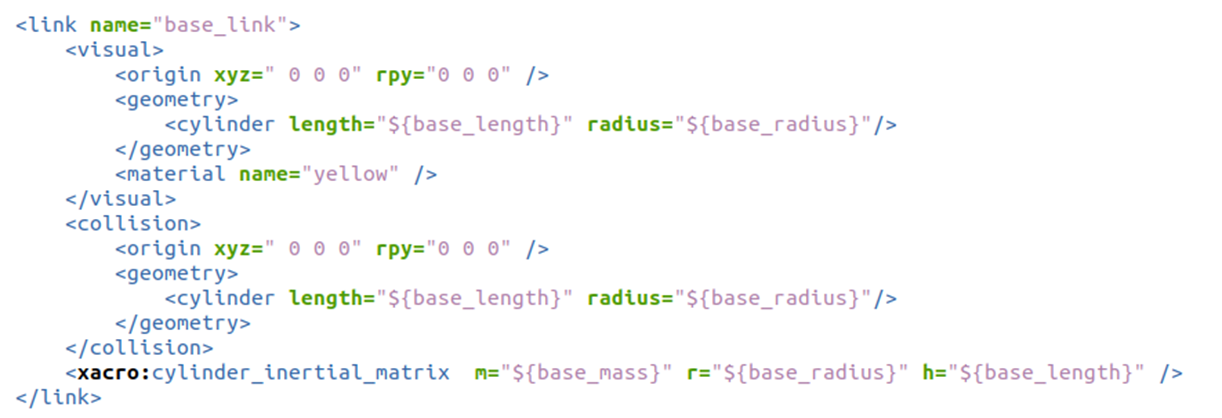 <link name="base_link">
    <visual>
        <origin xyz=" 0 0 0" rpy="0 0 0" />
        <geometry>
            <cylinder length="${base_length}" radius="${base_radius}"/>
        </geometry>
        <material name="yellow" />
    </visual>
    <collision>
        <origin xyz=" 0 0 0" rpy="0 0 0" />
        <geometry>
            <cylinder length="${base_length}" radius="${base_radius}"/>
        </geometry>
    </collision>
    <xacro:cylinder_inertial_matrix  m="${base_mass}" r="${base_radius}" h="${base_length}" />
</link>